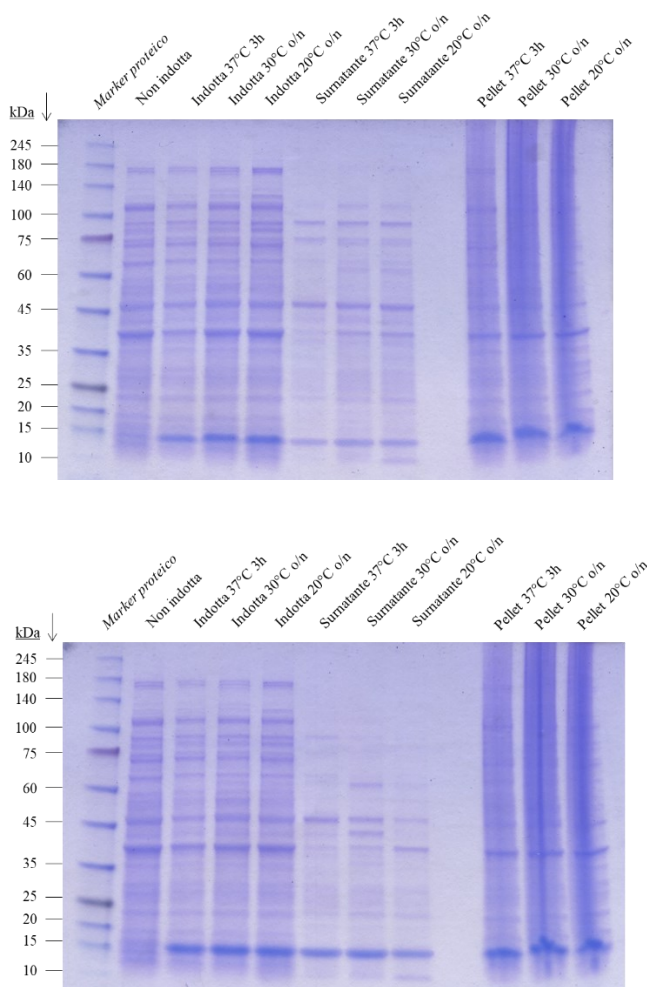 Marker proteico
Non indotta
Indotta 37°C 3h
Indotta 30°C o/n
Indotta 20°C o/n
Surnatante 37°C 3h
Surnatante 30°C o/n
Surnatante 20°C o/n
Pellet 37°C 3h
Pellet 30°C o/n
Pellet 20°C o/n
kDa
245
180
140
100
75
60
45
35
25
20
15
10
Marker proteico
Non indotta
Indotta 37°C 3h
Indotta 30°C o/n
Indotta 20°C o/n
Surnatante 37°C 3h
Surnatante 30°C o/n
Surnatante 20°C o/n
Pellet 37°C 3h
Pellet 30°C o/n
Pellet 20°C o/n
kDa
245
180
140
100
75
60
45
35
25
20
15
10